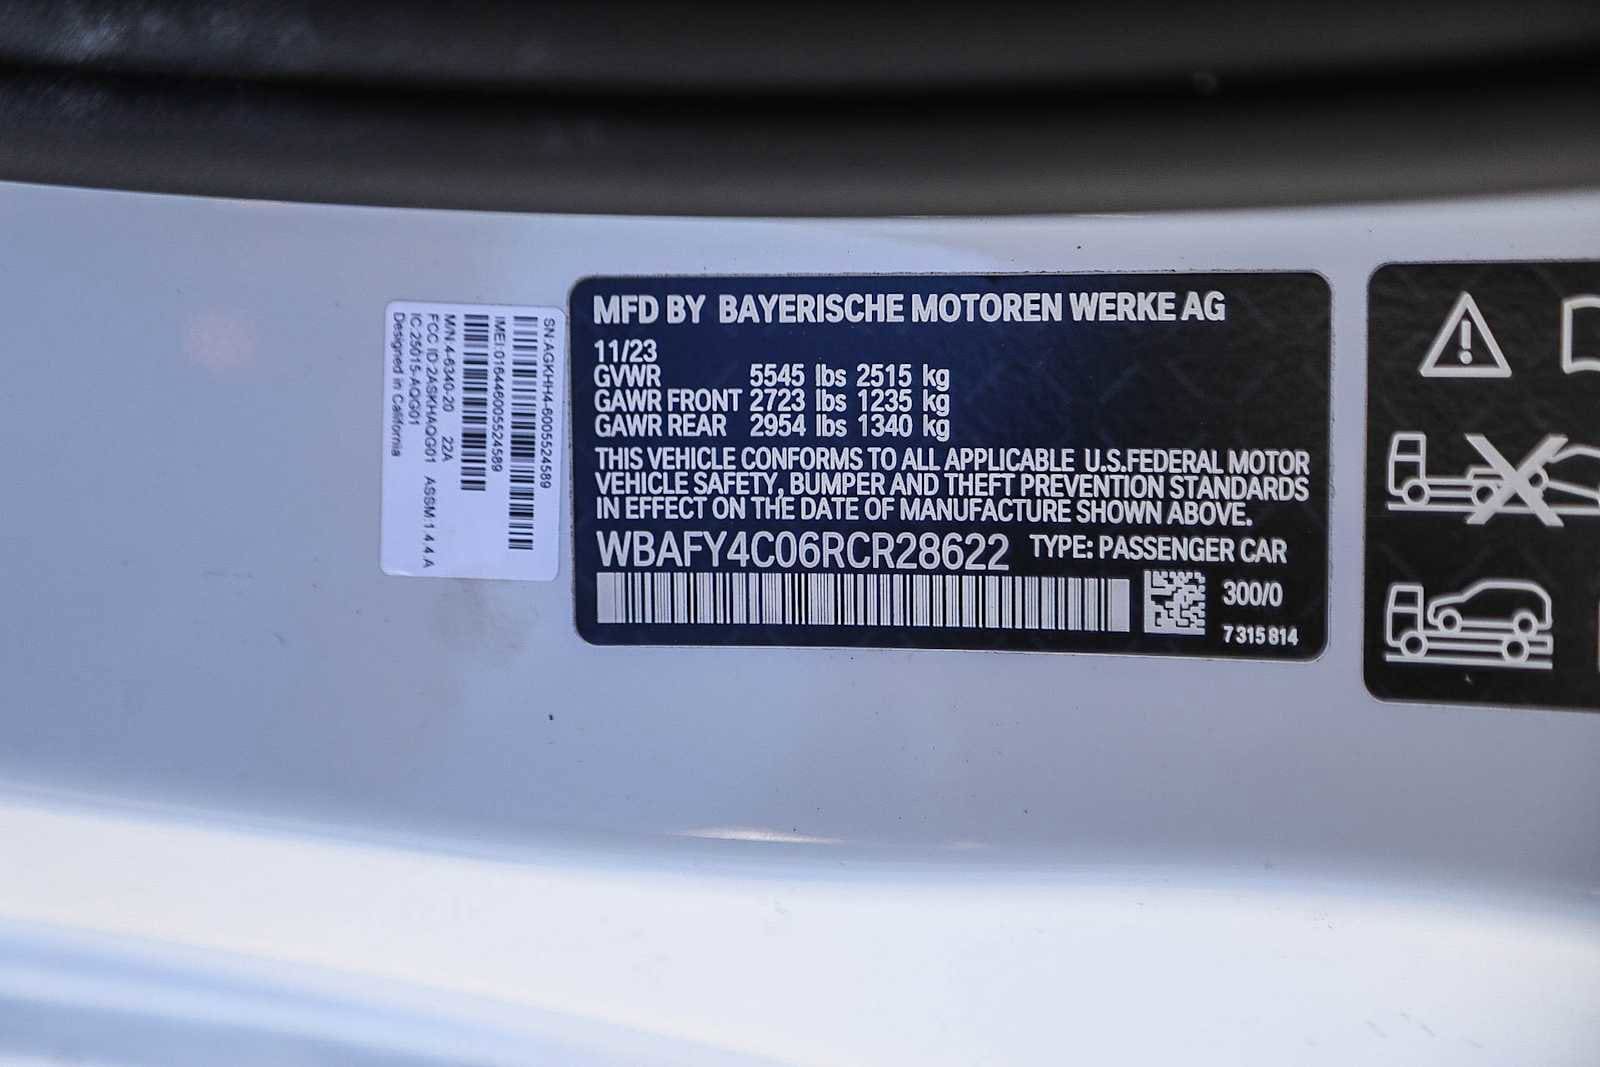 SN:AGKHH4-6005524589
IMEI:016446005524589
M/N:4-6340-20 22A
FCC ID:2ASKHAQG01 ASSM:1.4.4.A
IC:25015-AQG01
Designed in California
MFD BY BAYERISCHE MOTOREN WERKE AG
11/23
GVWR 5545 lbs 2515 kg
GAWR FRONT 2723 lbs 1235 kg
GAWR REAR 2954 lbs 1340 kg
THIS VEHICLE CONFORMS TO ALL APPLICABLE U.S.FEDERAL MOTOR
VEHICLE SAFETY, BUMPER AND THEFT PREVENTION STANDARDS
IN EFFECT ON THE DATE OF MANUFACTURE SHOWN ABOVE.
WBAFY4C06RCR28622 TYPE: PASSENGER CAR
300/0
7 315 814